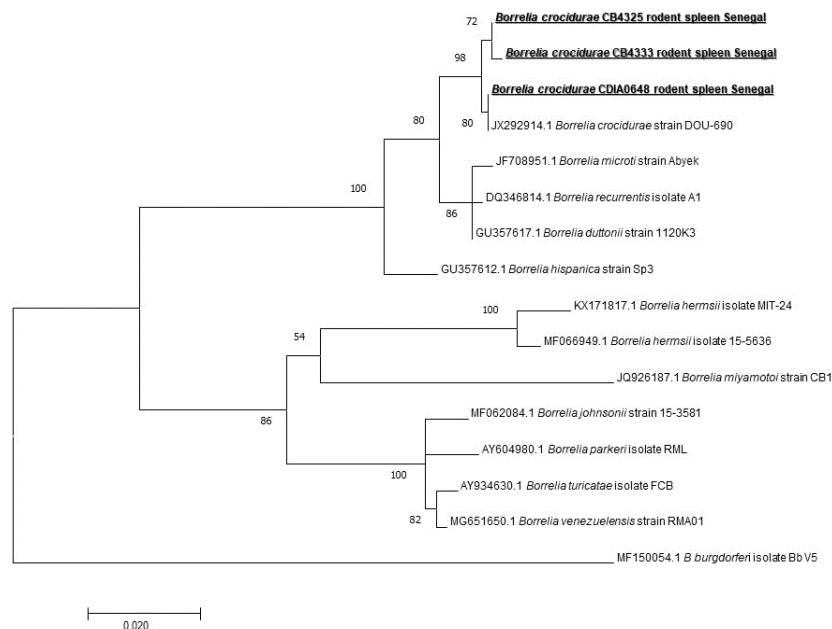 72
Borrelia crocidurae CB4325 rodent spleen Senegal
98
Borrelia crocidurae CB4333 rodent spleen Senegal
Borrelia crocidurae CDIA0648 rodent spleen Senegal
80
80
JX292914.1 Borrelia crocidurae strain DOU-690
JF708951.1 Borrelia microti strain Abyek
100
DQ346814.1 Borrelia recurrentis isolate A1
86
GU357617.1 Borrelia duttonii strain 1120K3
GU357612.1 Borrelia hispanica strain Sp3
100
KX171817.1 Borrelia hermsii isolate MIT-24
54
MF066949.1 Borrelia hermsii isolate 15-5636
JQ926187.1 Borrelia miyamotoi strain CB1
86
MF062084.1 Borrelia johnsonii strain 15-3581
AY604980.1 Borrelia parkeri isolate RML
100
AY934630.1 Borrelia turicatae isolate FCB
82
MG651650.1 Borrelia venezuelensis strain RMA01
MF150054.1 B burgdorferi isolate Bb V5
0.020